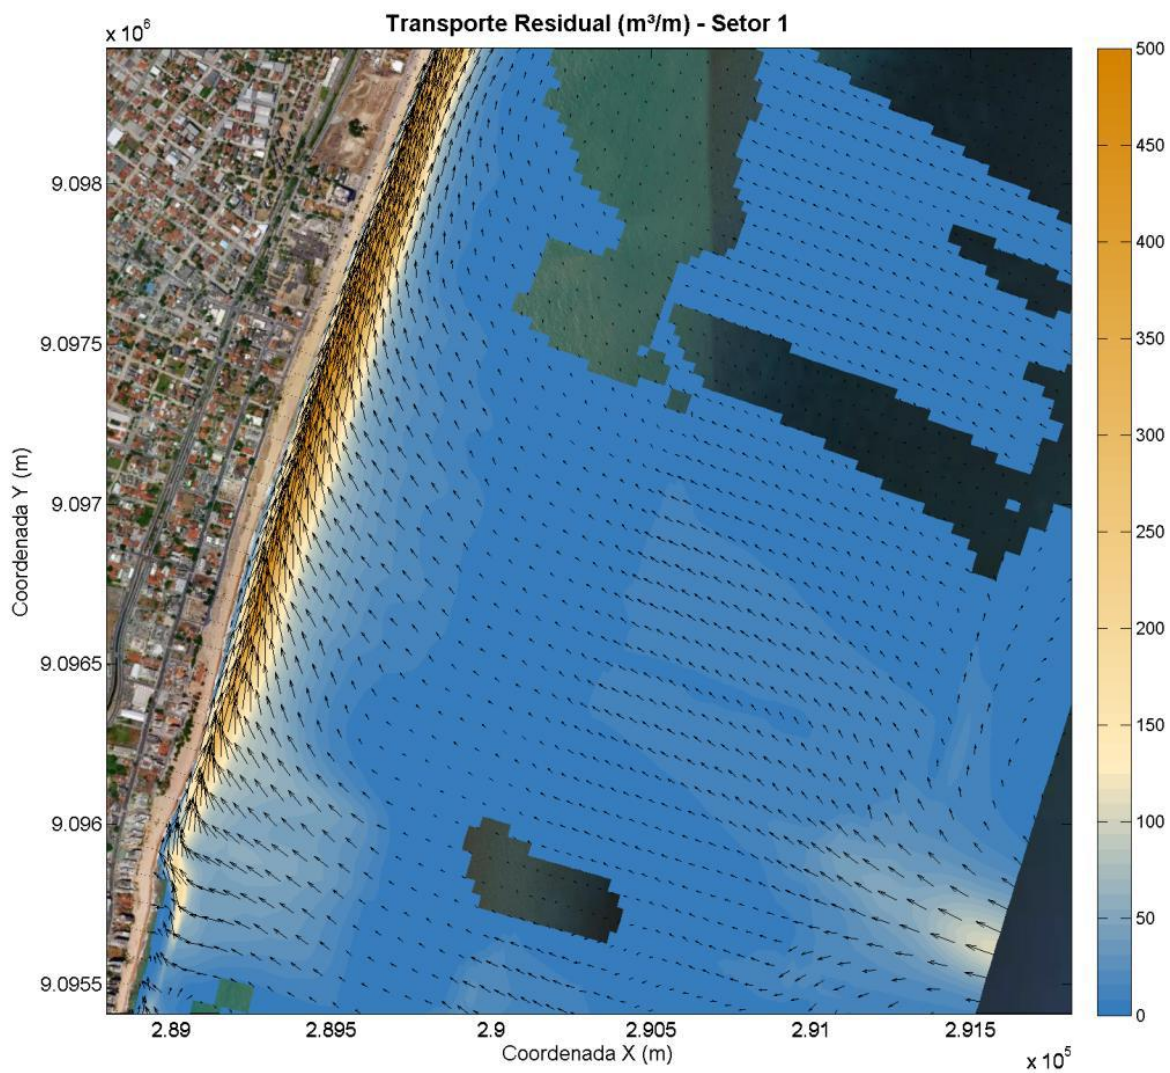 Transporte Residual (m³/m) - Setor 1
x 10⁶
9.098
9.0975
9.097
9.0965
9.096
9.0955
Coordenada Y (m)
2.89 2.895 2.9 2.905 2.91 2.915
Coordenada X (m)
x 10⁵
500
450
400
350
300
250
200
150
100
50
0